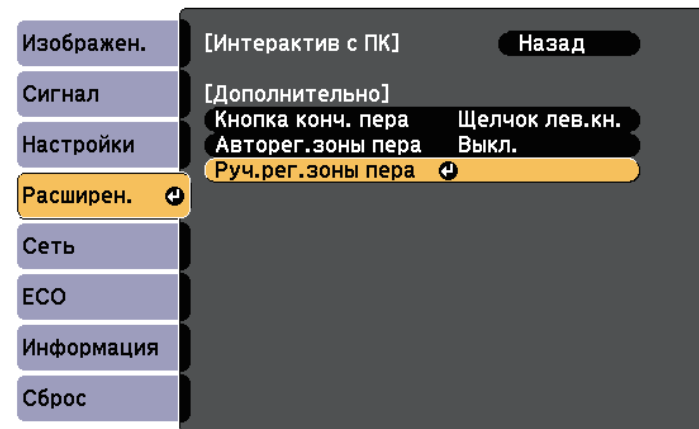 Изображен.
Сигнал
Настройки
Расширен.
Сеть
ECO
Информация
Сброс
[Интерактив с ПК] Назад
[Дополнительно]
Кнопка конч. пера Щелчок лев.кн.
Авторег.зоны пера Выкл.
Руч.рег.зоны пера